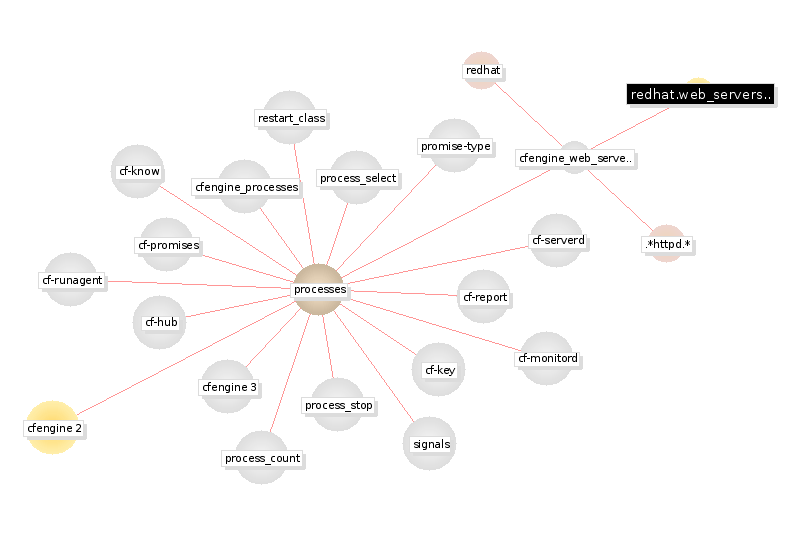 redhat
redhat.web_servers..
restart_class
promise-type
cfengine_web_serve..
cf-know
process_select
cfengine_processes
cf-serverd
.*httpd.*
cf-promises
cf-runagent
processes
cf-report
cf-hub
cf-monitord
cf-key
cfengine 3
process_stop
cfengine 2
signals
process_count